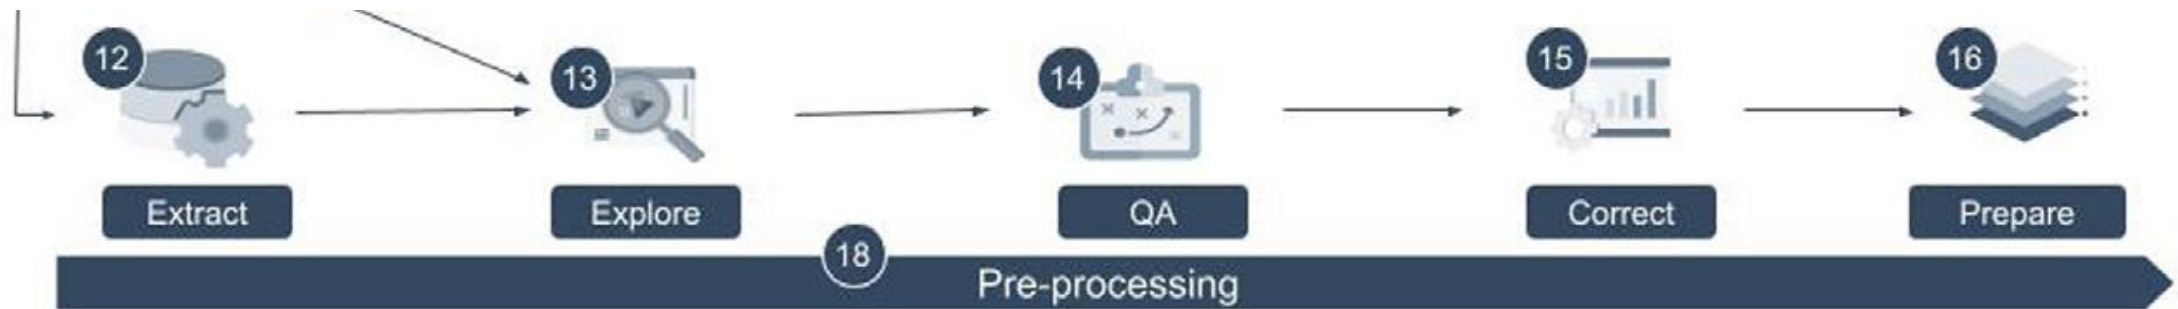 12
13
14
15
16
Extract
Explore
QA
Correct
Prepare
18
Pre-processing